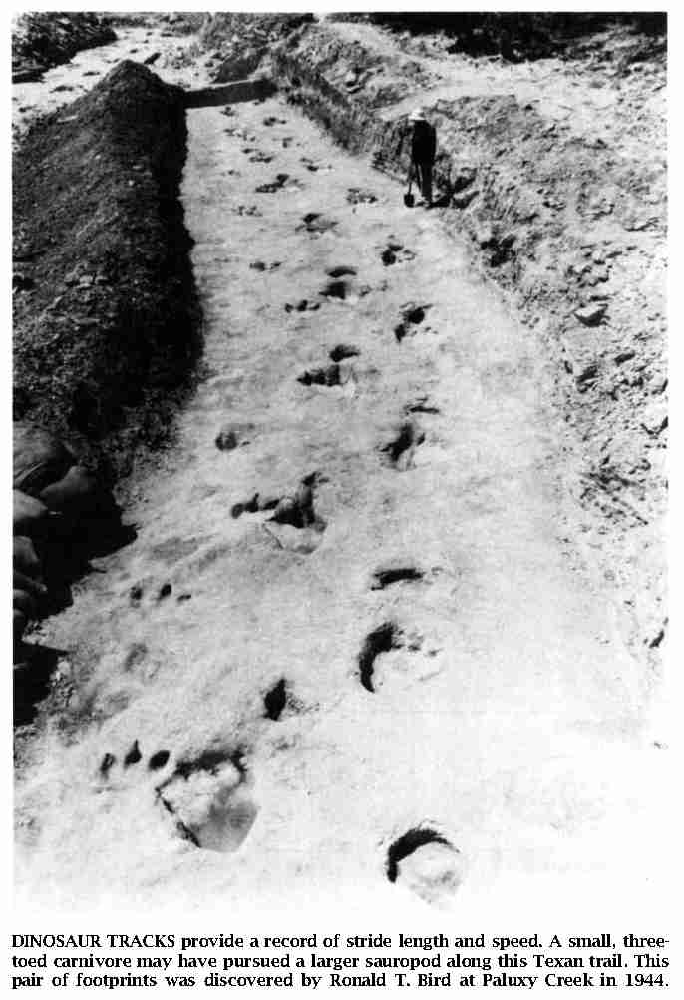 DINOSAUR TRACKS provide a record of stride length and speed. A small, three-
toed carnivore may have pursued a larger sauropod along this Texan trail. This
pair of footprints was discovered by Ronald T. Bird at Paluxy Creek in 1944.